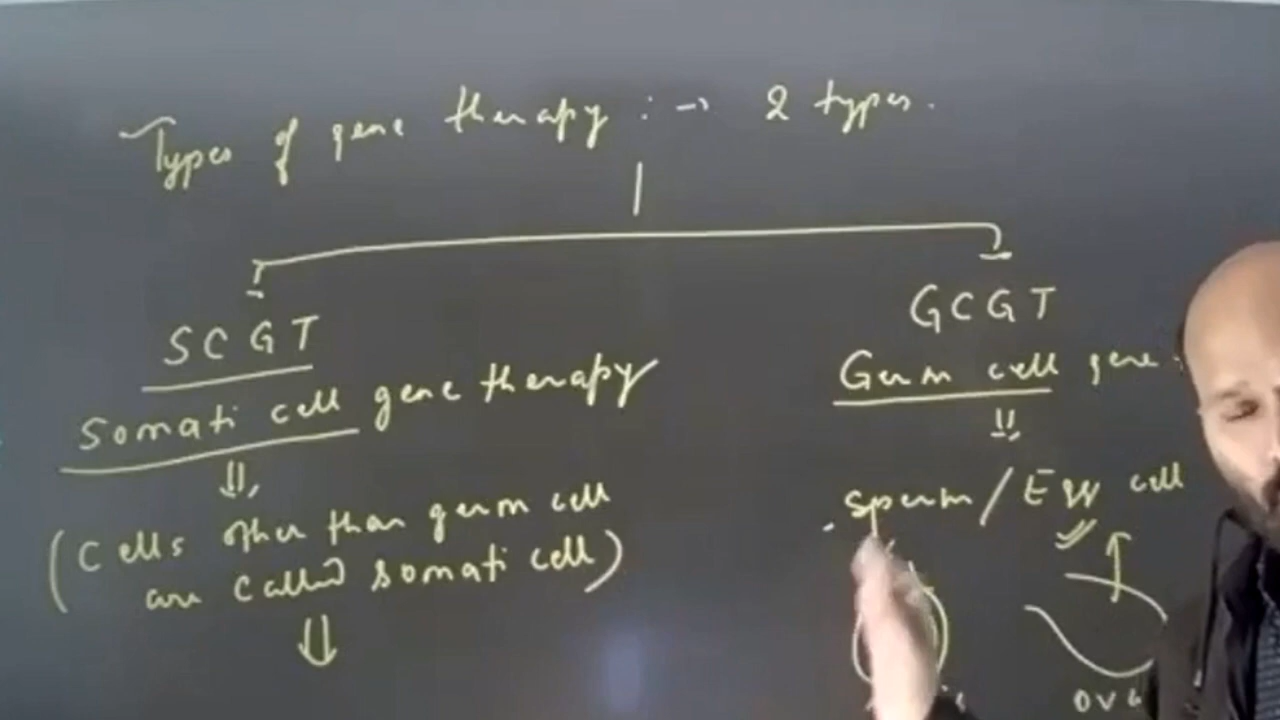 Types of gene therapy :→ 2 types.
SCGT
Somati cell gene therapy
(Cells other than germ cell
are called somati cell)
GCGT
Germ cell gene
sperm / Egg cell